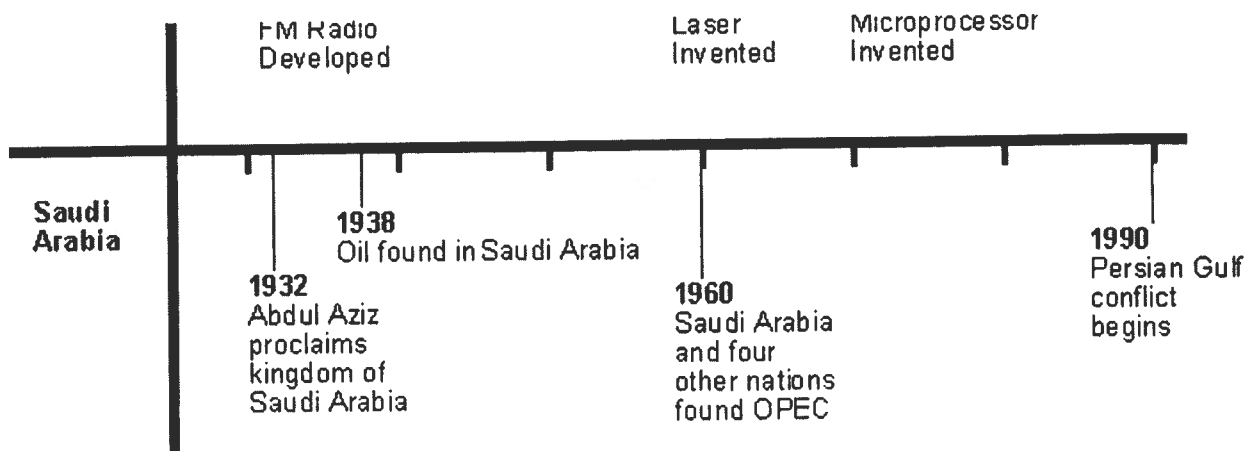 FM Radio
Developed
Laser
Invented
Microprocessor
Invented
Saudi
Arabia
1938
Oil found in Saudi Arabia
1932
Abdul Aziz
proclaims
kingdom of
Saudi Arabia
1960
Saudi Arabia
and four
other nations
found OPEC
1990
Persian Gulf
conflict
begins